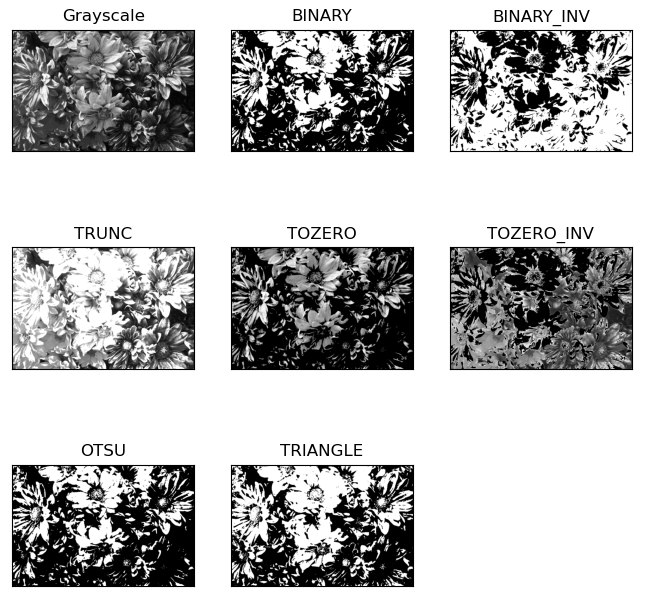 Grayscale
BINARY
BINARY_INV
TRUNC
TOZERO
TOZERO_INV
OTSU
TRIANGLE